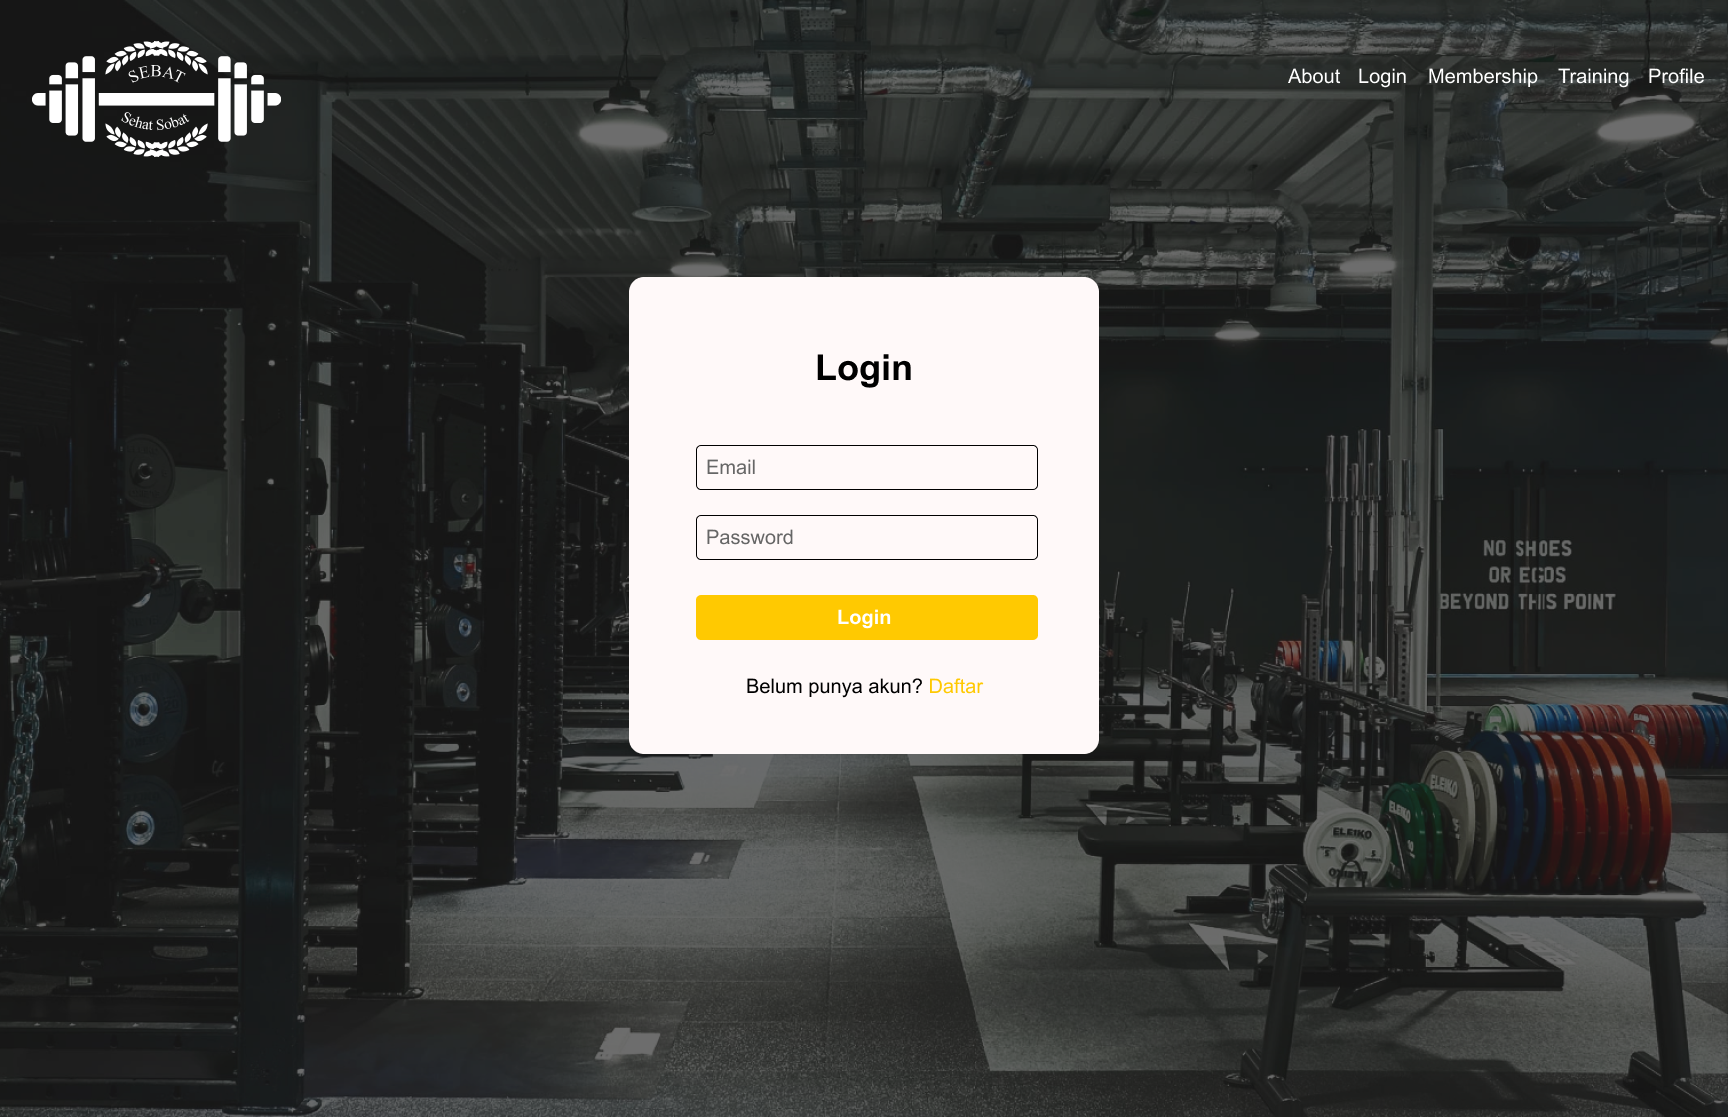 SEBAT
Sehat Sobat
About Login Membership Training Profile
Login
Email
Password
Login
Belum punya akun? Daftar
NO SHOES
OR EGOS
BEYOND THIS POINT
ELEIKO
ELEIKO
ELEIKO
ELEIKO